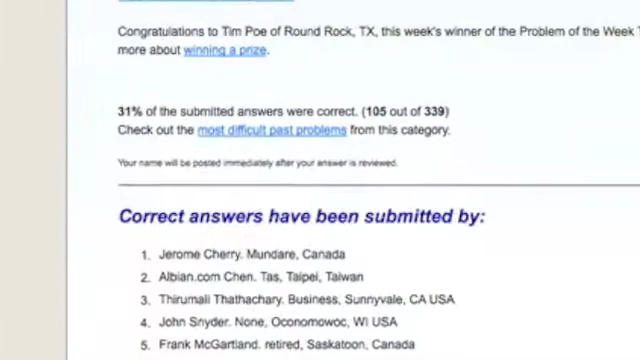 Congratulations to Tim Poe of Round Rock, TX, this week's winner of the Problem of the Week
more about winning a prize.
31% of the submitted answers were correct. (105 out of 339)
Check out the most difficult past problems from this category.
Your name will be posted immediately after your answer is reviewed.
Correct answers have been submitted by:
1. Jerome Cherry. Mundare, Canada
2. Albian.com Chen. Tas, Taipei, Taiwan
3. Thirumali Thathachary. Business, Sunnyvale, CA USA
4. John Snyder. None, Oconomowoc, WI USA
5. Frank McGartland. retired, Saskatoon, Canada